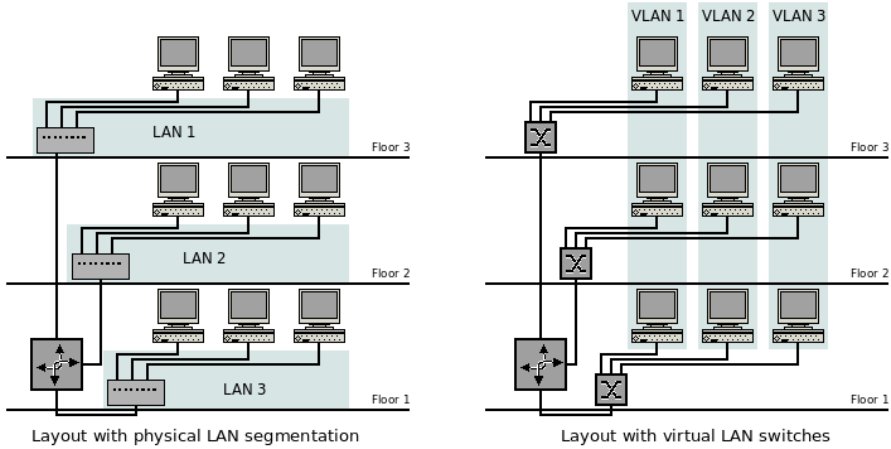 VLAN 1 VLAN 2 VLAN 3
LAN 1
Floor 3
Floor 3
LAN 2
Floor 2
Floor 2
LAN 3
Floor 1
Floor 1
Layout with physical LAN segmentation
Layout with virtual LAN switches